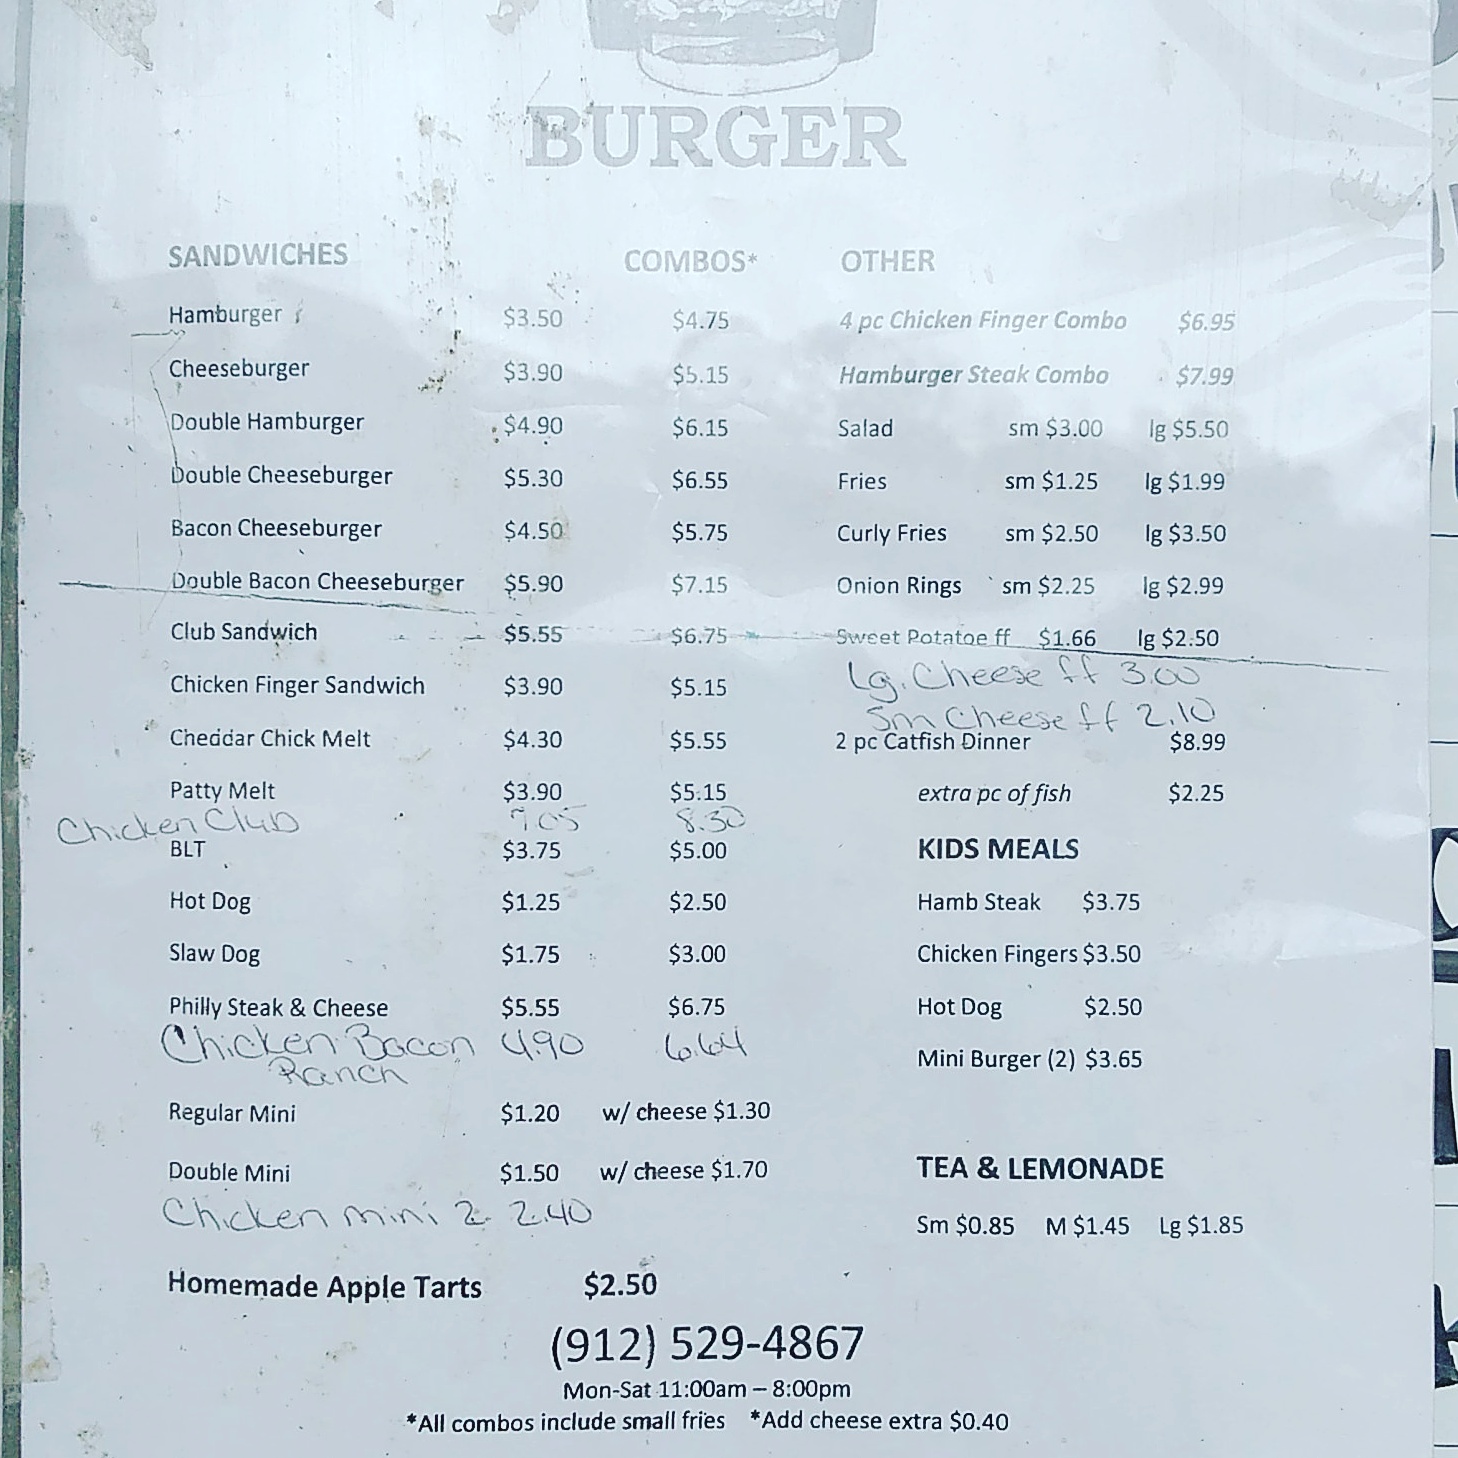 BURGER
SANDWICHES COMBOS*
Hamburger $3.50 $4.75
Cheeseburger $3.90 $5.15
Double Hamburger $4.90 $6.15
Double Cheeseburger $5.30 $6.55
Bacon Cheeseburger $4.50 $5.75
Double Bacon Cheeseburger $5.90 $7.15
Club Sandwich $5.55 $6.75
Chicken Finger Sandwich $3.90 $5.15
Cheddar Chick Melt $4.30 $5.55
Patty Melt $3.90 $5.15
Chicken Club 7.05 8.30
BLT $3.75 $5.00
Hot Dog $1.25 $2.50
Slaw Dog $1.75 $3.00
Philly Steak & Cheese $5.55 $6.75
Chicken Bacon 4.90 6.64
Ranch
Regular Mini $1.20 w/ cheese $1.30
Double Mini $1.50 w/ cheese $1.70
Chicken mini 2 2.40
Homemade Apple Tarts $2.50
OTHER
4 pc Chicken Finger Combo $6.95
Hamburger Steak Combo $7.99
Salad sm $3.00 lg $5.50
Fries sm $1.25 lg $1.99
Curly Fries sm $2.50 lg $3.50
Onion Rings sm $2.25 lg $2.99
Sweet Potatoe ff $1.66 lg $2.50
Lg. Cheese ff 3.00
Sm Cheese ff 2.10
2 pc Catfish Dinner $8.99
extra pc of fish $2.25
KIDS MEALS
Hamb Steak $3.75
Chicken Fingers $3.50
Hot Dog $2.50
Mini Burger (2) $3.65
TEA & LEMONADE
Sm $0.85 M $1.45 Lg $1.85
(912) 529-4867
Mon-Sat 11:00am – 8:00pm
*All combos include small fries *Add cheese extra $0.40